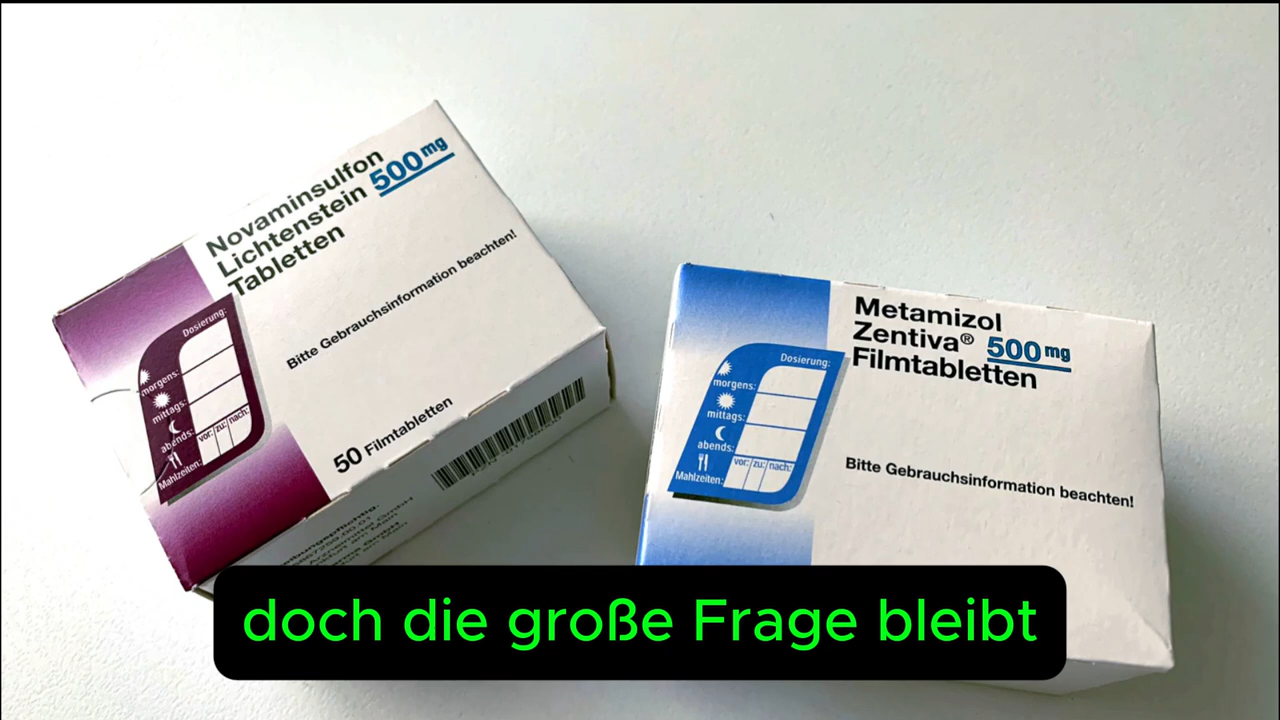 Novaminsulfon
Lichtenstein 500 mg
Tabletten
Bitte Gebrauchsinformation beachten!
Dosierung:
morgens:
mittags:
abends:
vor: zu: nach:
Mahlzeiten:
50 Filmtabletten
Metamizol
Zentiva® 500 mg
Filmtabletten
Bitte Gebrauchsinformation beachten!
Dosierung:
morgens:
mittags:
abends:
vor: zu: nach:
Mahlzeiten:
doch die große Frage bleibt